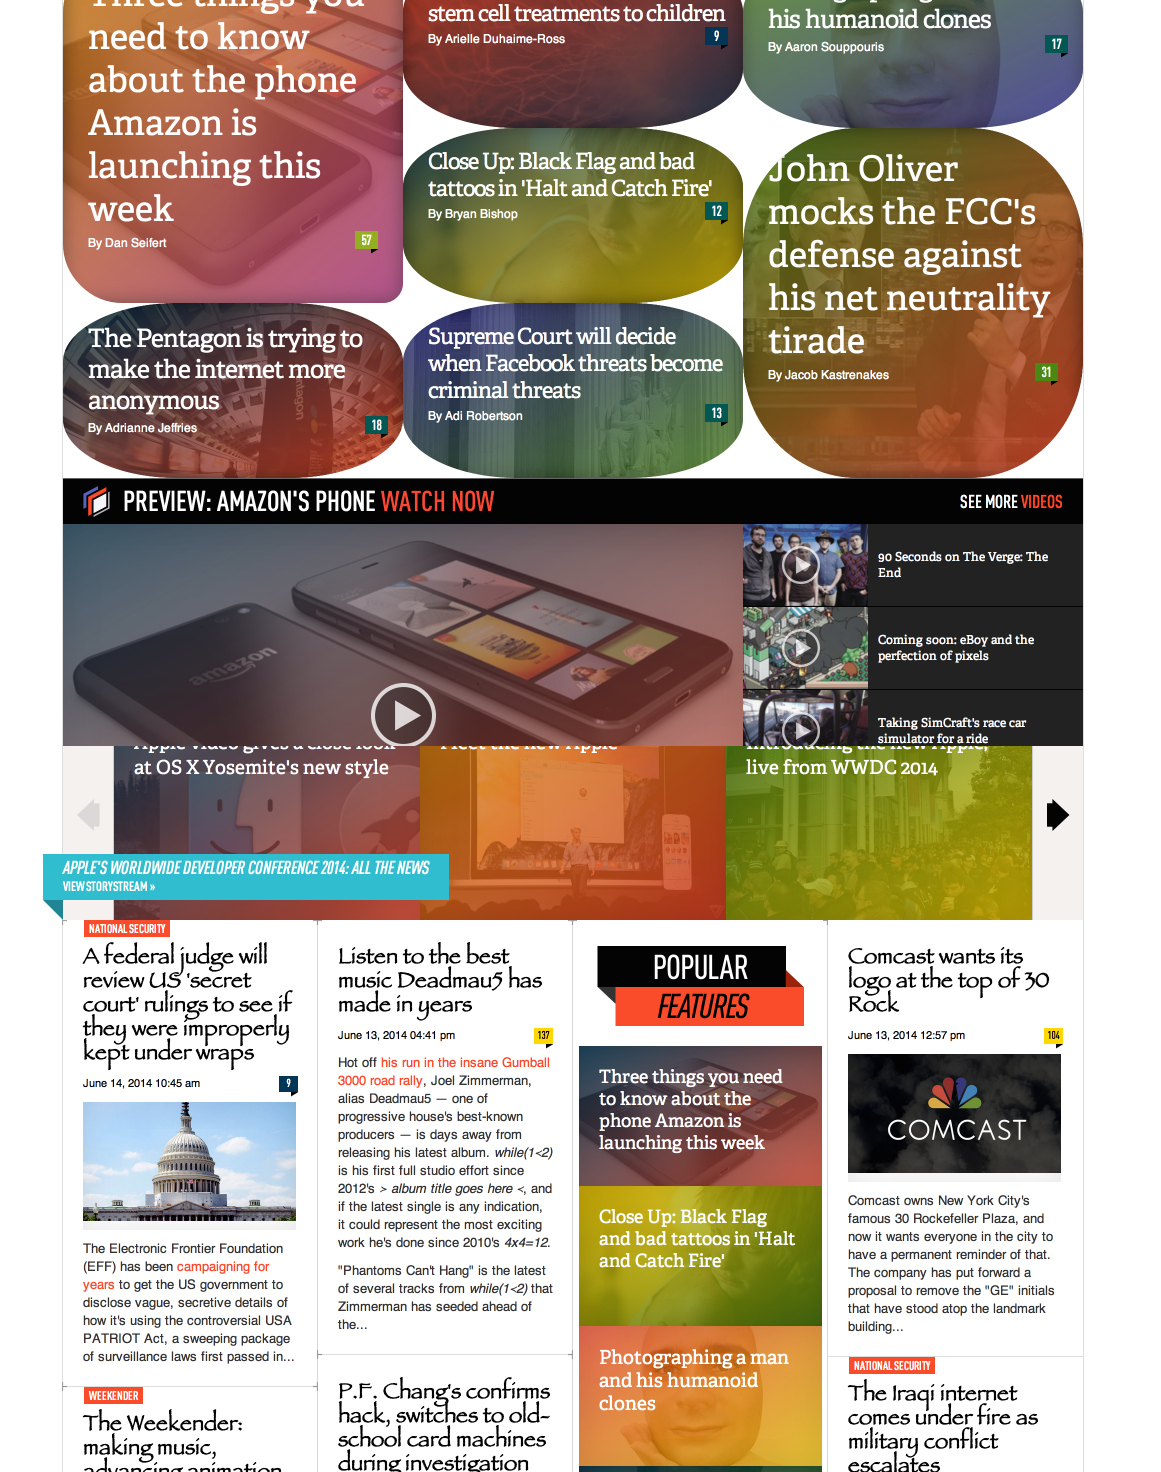 Three things you
need to know
about the phone
Amazon is
launching this
week
By Dan Seifert
57
stem cell treatments to children
By Arielle Duhaime-Ross
9
his humanoid clones
By Aaron Souppouris
17
Close Up: Black Flag and bad
tattoos in 'Halt and Catch Fire'
By Bryan Bishop
12
John Oliver
mocks the FCC's
defense against
his net neutrality
tirade
By Jacob Kastrenakes
31
The Pentagon is trying to
make the internet more
anonymous
By Adrianne Jeffries
18
Supreme Court will decide
when Facebook threats become
criminal threats
By Adi Robertson
13
PREVIEW: AMAZON'S PHONE WATCH NOW
SEE MORE VIDEOS
amazon
90 Seconds on The Verge: The
End
Coming soon: eBoy and the
perfection of pixels
Taking SimCraft's race car
simulator for a ride
Apple video gives a close look
at OS X Yosemite's new style
Meet the new Apple
Introducing the new Apple,
live from WWDC 2014
APPLE'S WORLDWIDE DEVELOPER CONFERENCE 2014: ALL THE NEWS
VIEW STORYSTREAM »
NATIONAL SECURITY
A federal judge will
review US 'secret
court' rulings to see if
they were improperly
kept under wraps
June 14, 2014 10:45 am
9
The Electronic Frontier Foundation
(EFF) has been campaigning for
years to get the US government to
disclose vague, secretive details of
how it's using the controversial USA
PATRIOT Act, a sweeping package
of surveillance laws first passed in...
WEEKENDER
The Weekender:
making music,
advancing animation
Listen to the best
music Deadmau5 has
made in years
June 13, 2014 04:41 pm
137
Hot off his run in the insane Gumball
3000 road rally, Joel Zimmerman,
alias Deadmau5 — one of
progressive house's best-known
producers — is days away from
releasing his latest album. while(1<2)
is his first full studio effort since
2012's > album title goes here <, and
if the latest single is any indication,
it could represent the most exciting
work he's done since 2010's 4x4=12.
"Phantoms Can't Hang" is the latest
of several tracks from while(1<2) that
Zimmerman has seeded ahead of
the...
P.F. Chang's confirms
hack, switches to old-
school card machines
during investigation
POPULAR
FEATURES
Three things you need
to know about the
phone Amazon is
launching this week
Close Up: Black Flag
and bad tattoos in 'Halt
and Catch Fire'
Photographing a man
and his humanoid
clones
Comcast wants its
logo at the top of 30
Rock
June 13, 2014 12:57 pm
104
COMCAST
Comcast owns New York City's
famous 30 Rockefeller Plaza, and
now it wants everyone in the city to
have a permanent reminder of that.
The company has put forward a
proposal to remove the "GE" initials
that have stood atop the landmark
building...
NATIONAL SECURITY
The Iraqi internet
comes under fire as
military conflict
escalates